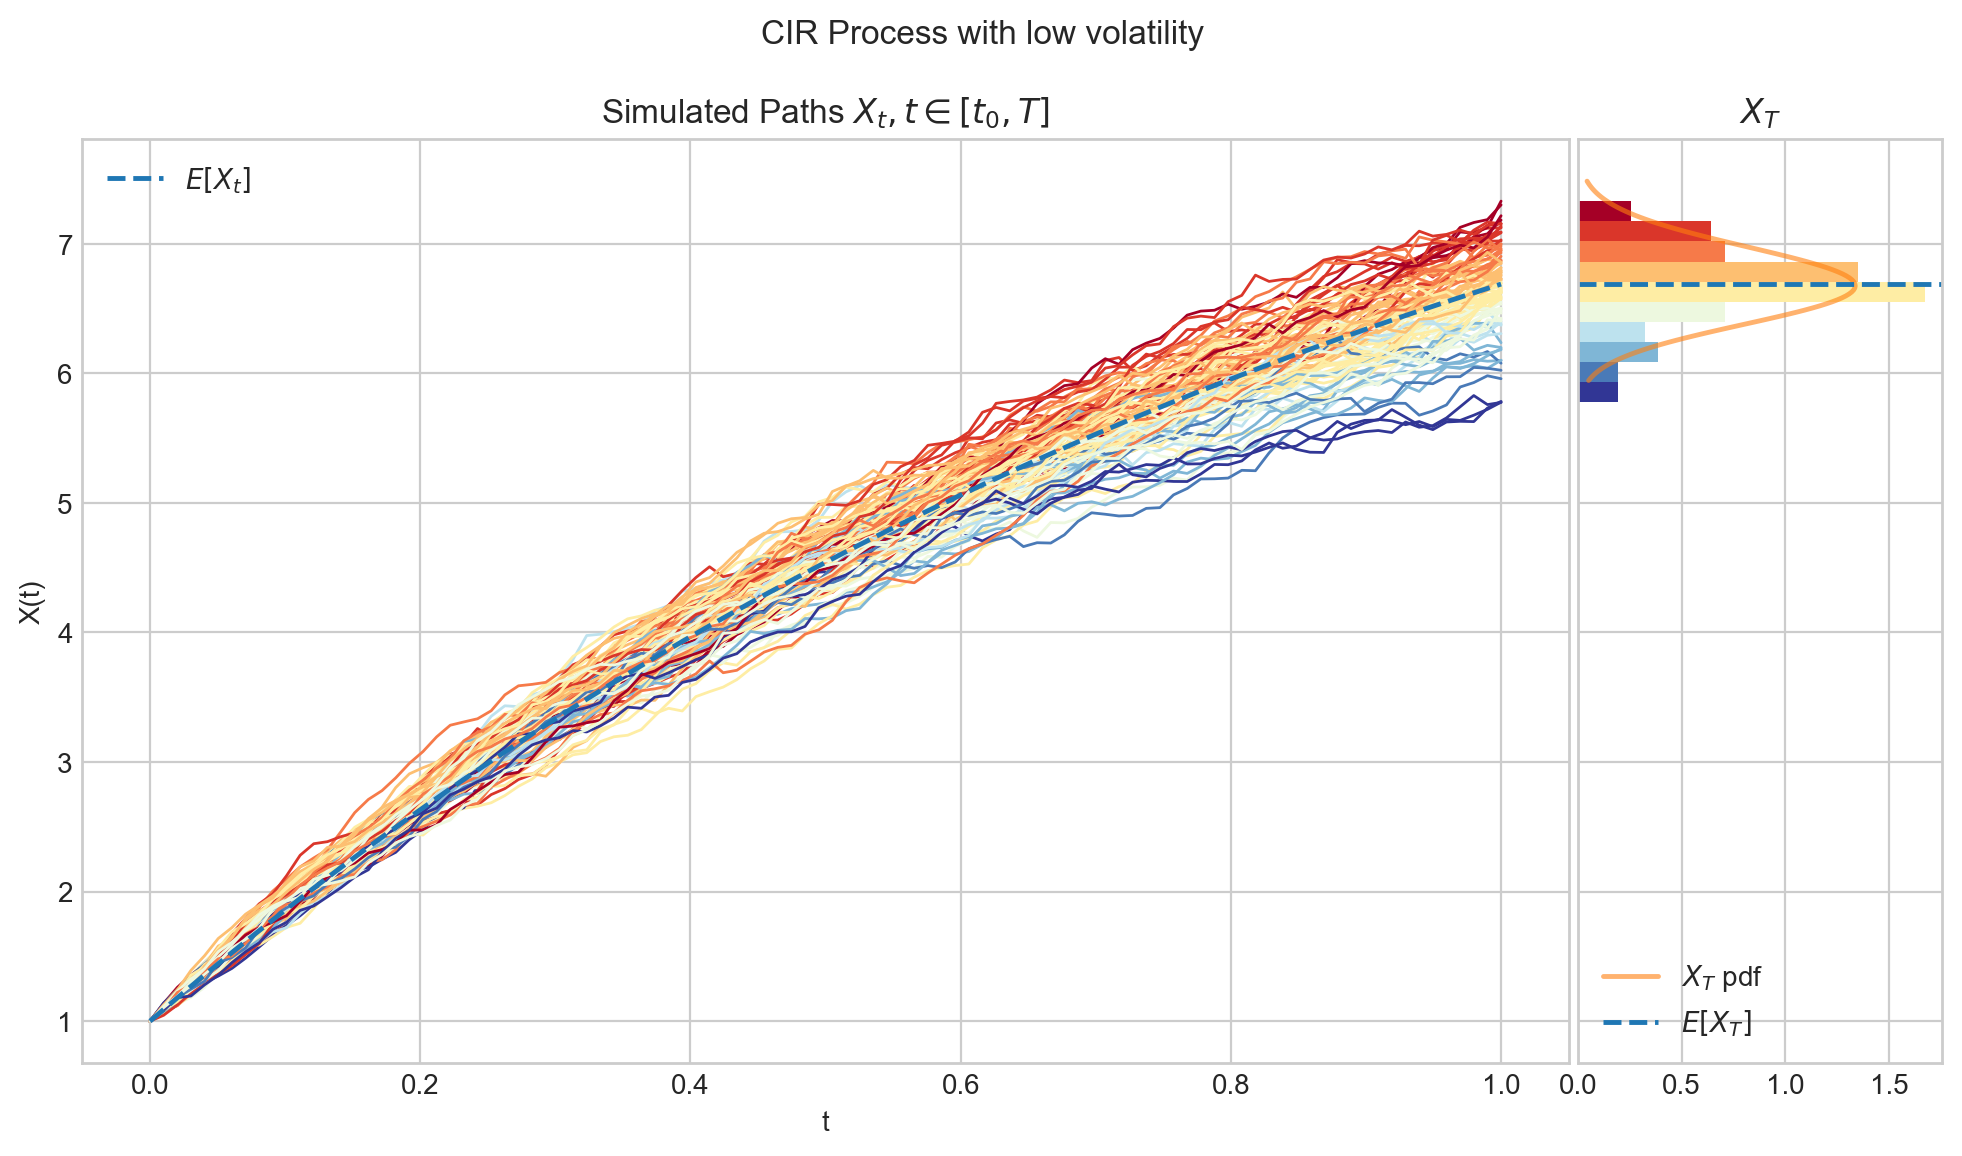 CIR Process with low volatility
Simulated Paths $X_t, t \in [t_0, T]$
$X_T$
$E[X_t]$
7
6
5
4
3
2
1
X(t)
0.0 0.2 0.4 0.6 0.8 1.0
t
$X_T$ pdf
$E[X_T]$
0.0 0.5 1.0 1.5